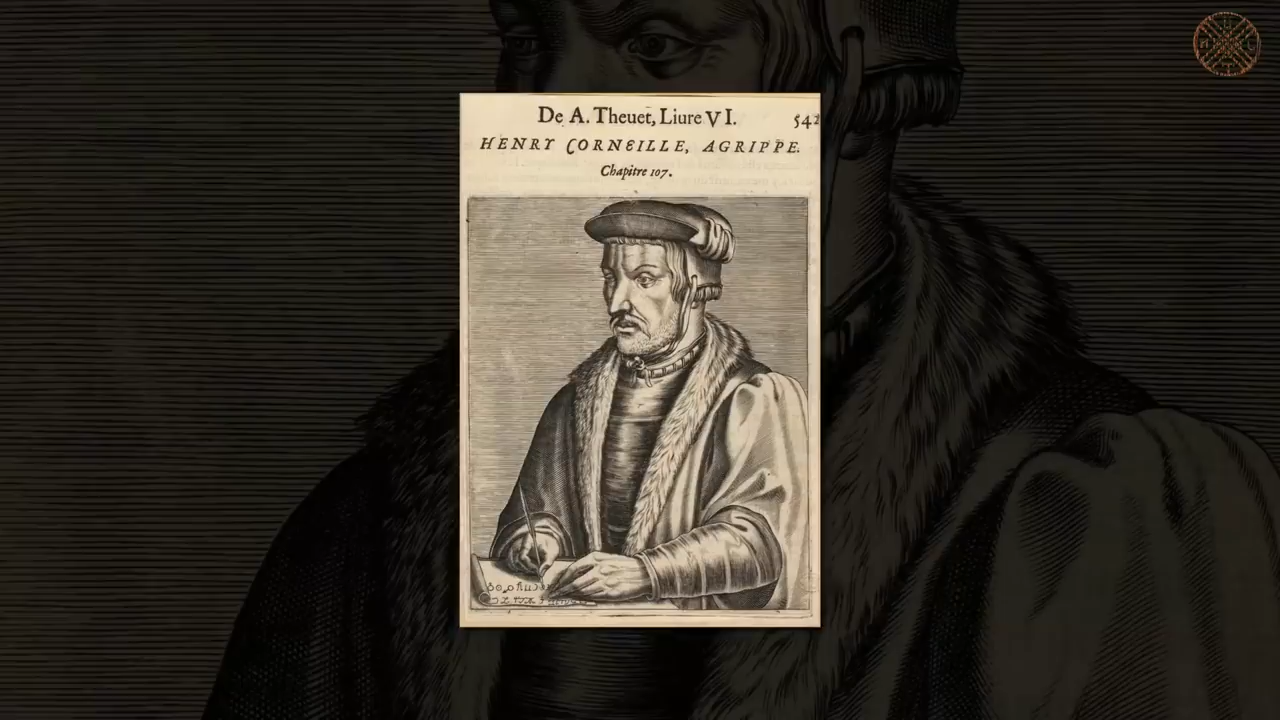 De A. Theuet, Liure VI. 542
HENRY CORNEILLE, AGRIPPE.
Chapitre 107.